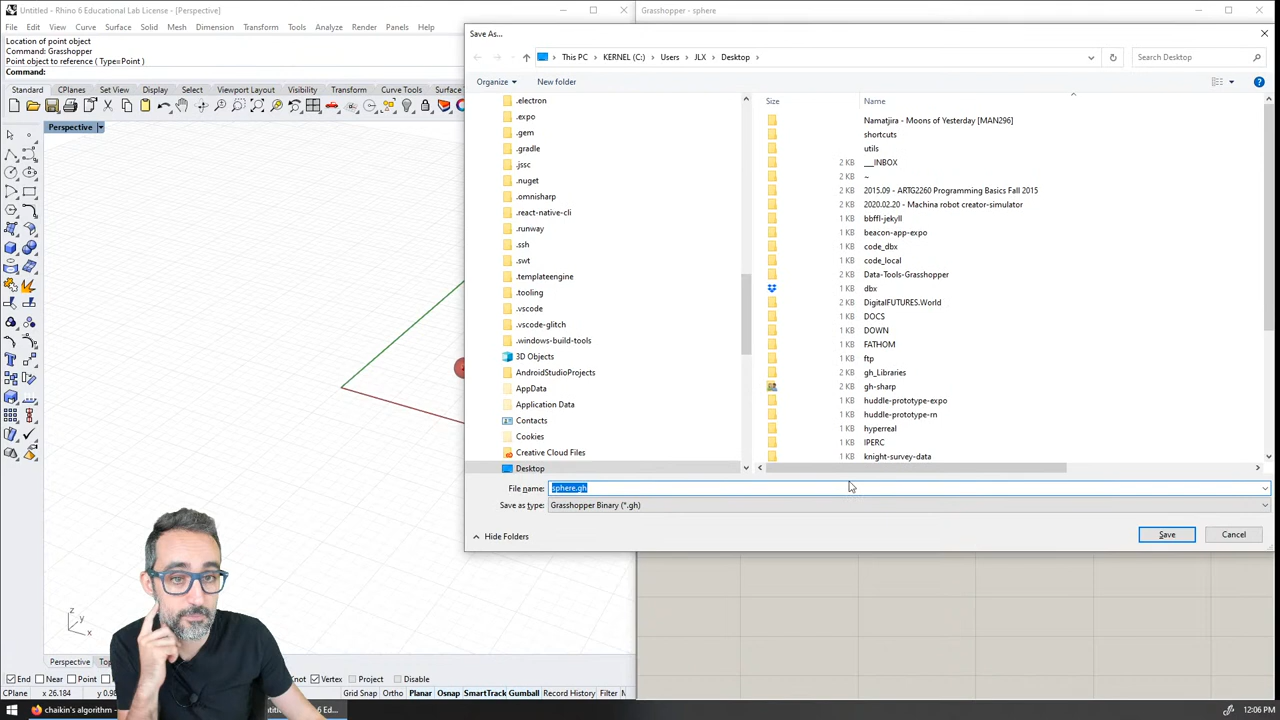 Untitled - Rhino 6 Educational Lab License - [Perspective]
File Edit View Curve Surface Solid Mesh Dimension Transform Tools Analyze Render Panels Help
Location of point object
Command: Grasshopper
Point object to reference ( Type=Point )
Command:
Standard CPlanes Set View Display Select Viewport Layout Visibility Transform Curve Tools Surface
Perspective
z
y
x
Perspective
End Point Vertex Project Disable
CPlane x 26.184 Grid Snap Ortho Planar Osnap SmartTrack Gumball Record History Filter
chaikin's algorithm -
Grasshopper - sphere
Save As...
This PC > KERNEL (C:) > Users > JLX > Desktop >
Search Desktop
Organize
New folder
.electron
.expo
.gem
.gradle
.jssc
.nuget
.omnisharp
.react-native-cli
.runway
.ssh
.swt
.templateengine
.tooling
.vscode
.vscode-glitch
.windows-build-tools
3D Objects
AndroidStudioProjects
AppData
Application Data
Contacts
Cookies
Creative Cloud Files
Desktop
Size Name
Namatjira - Moons of Yesterday [MAN296]
shortcuts
utils
2 KB __INBOX
2 KB ~
2 KB 2015.09 - ARTG2260 Programming Basics Fall 2015
2 KB 2020.02.20 - Machina robot creator-simulator
1 KB bbffl-jekyll
1 KB beacon-app-expo
1 KB code_dbx
1 KB code_local
2 KB Data-Tools-Grasshopper
1 KB dbx
2 KB DigitalFUTURES.World
1 KB DOCS
1 KB DOWN
1 KB FATHOM
1 KB ftp
1 KB gh_Libraries
1 KB gh-sharp
1 KB huddle-prototype-expo
1 KB huddle-prototype-rn
1 KB hyperreal
1 KB IPERC
1 KB knight-survey-data
File name: sphere.gh
Save as type: Grasshopper Binary (*.gh)
Hide Folders
Save
Cancel
12:06 PM